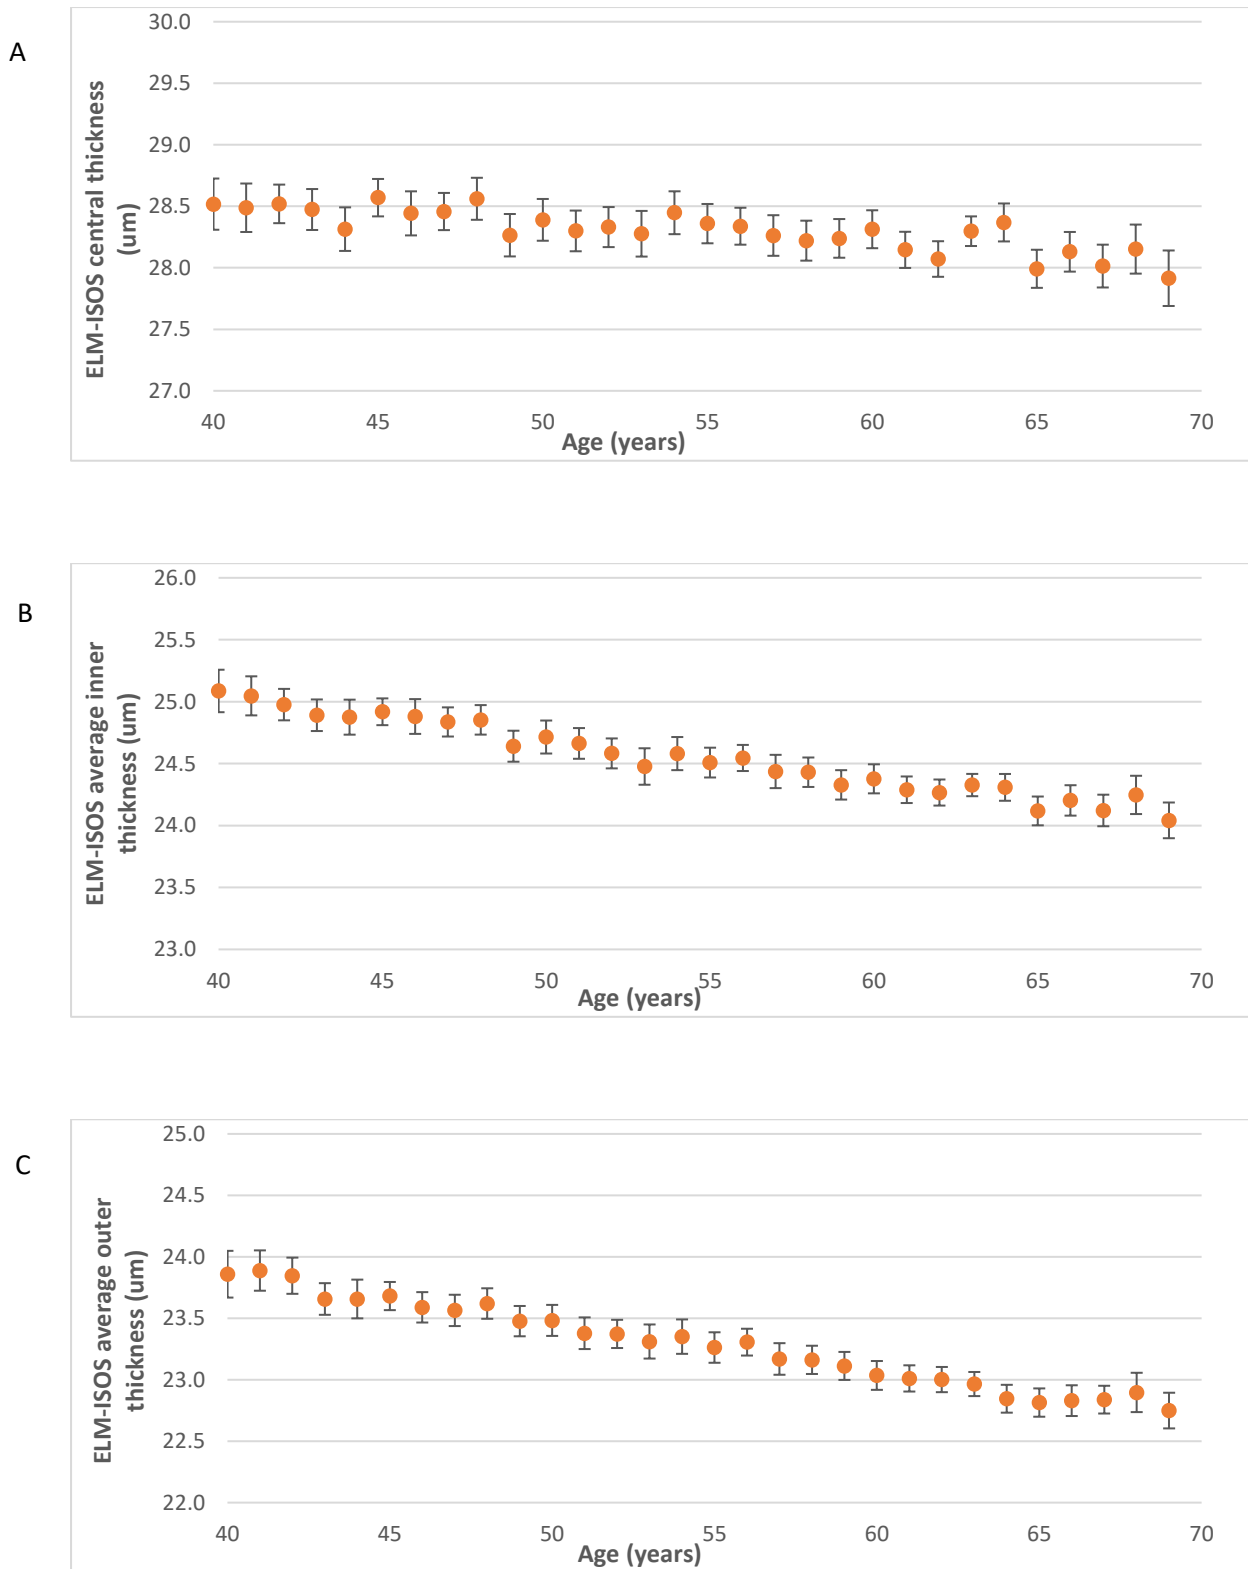 A
ELM-ISOS central thickness
(um)
30.0
29.5
29.0
28.5
28.0
27.5
27.0
40 45 50 55 60 65 70
Age (years)
B
ELM-ISOS average inner
thickness (um)
26.0
25.5
25.0
24.5
24.0
23.5
23.0
40 45 50 55 60 65 70
Age (years)
C
ELM-ISOS average outer
thickness (um)
25.0
24.5
24.0
23.5
23.0
22.5
22.0
40 45 50 55 60 65 70
Age (years)